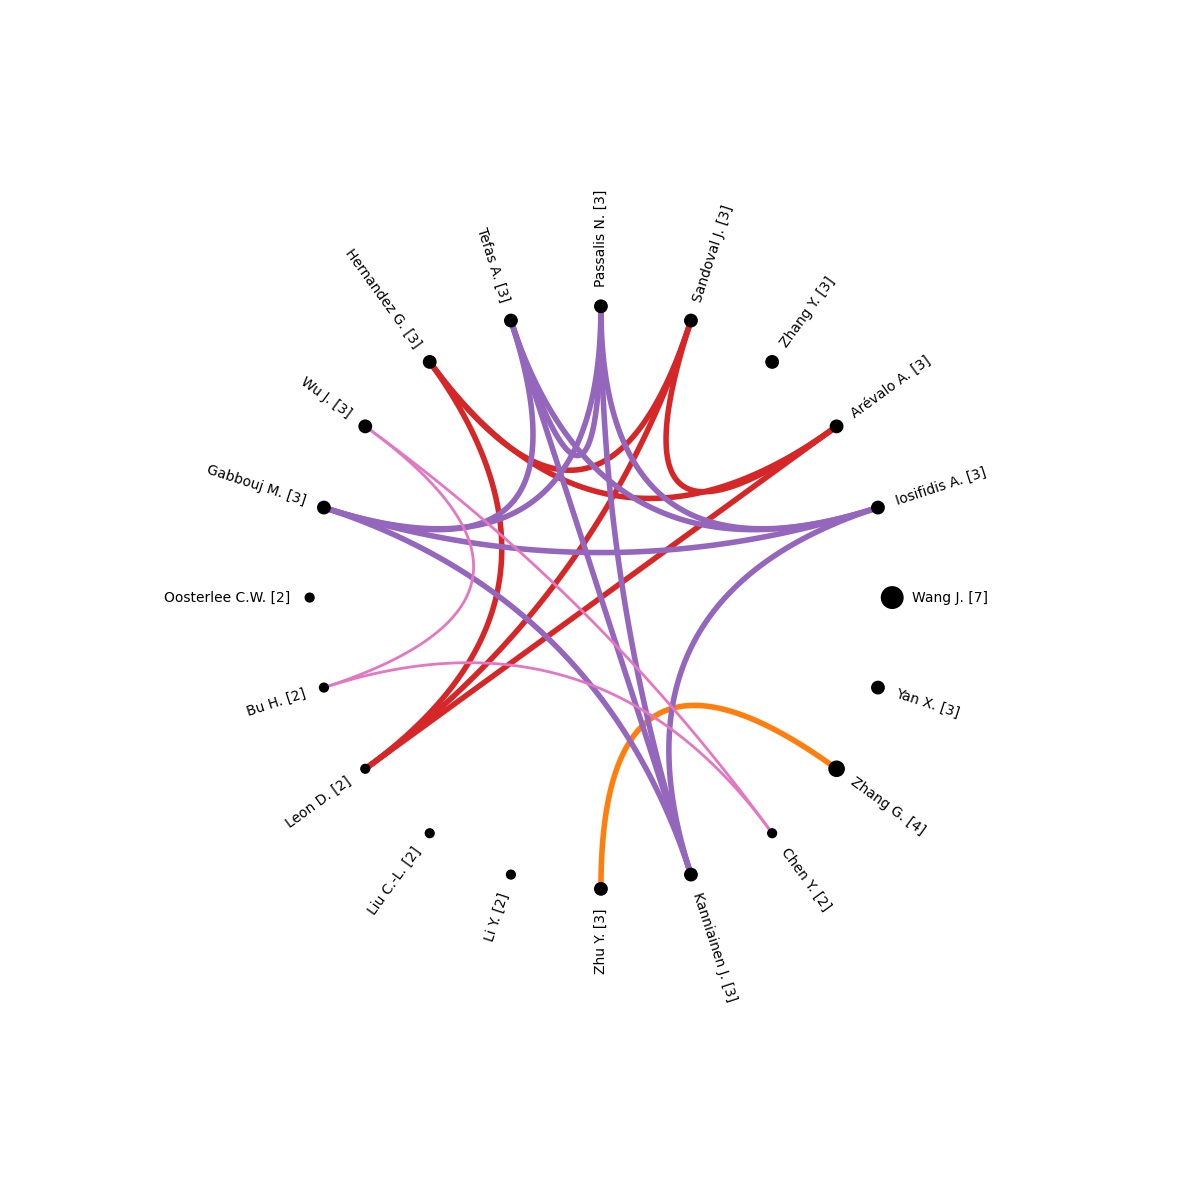 Passalis N. [3]
Sandoval J. [3]
Zhang Y. [3]
Arévalo A. [3]
Iosifidis A. [3]
Wang J. [7]
Yan X. [3]
Zhang G. [4]
Chen Y. [2]
Kanniainen J. [3]
Zhu Y. [3]
Li Y. [2]
Liu C.-L. [2]
Leon D. [2]
Bu H. [2]
Oosterlee C.W. [2]
Gabbouj M. [3]
Wu J. [3]
Hernandez G. [3]
Tefas A. [3]